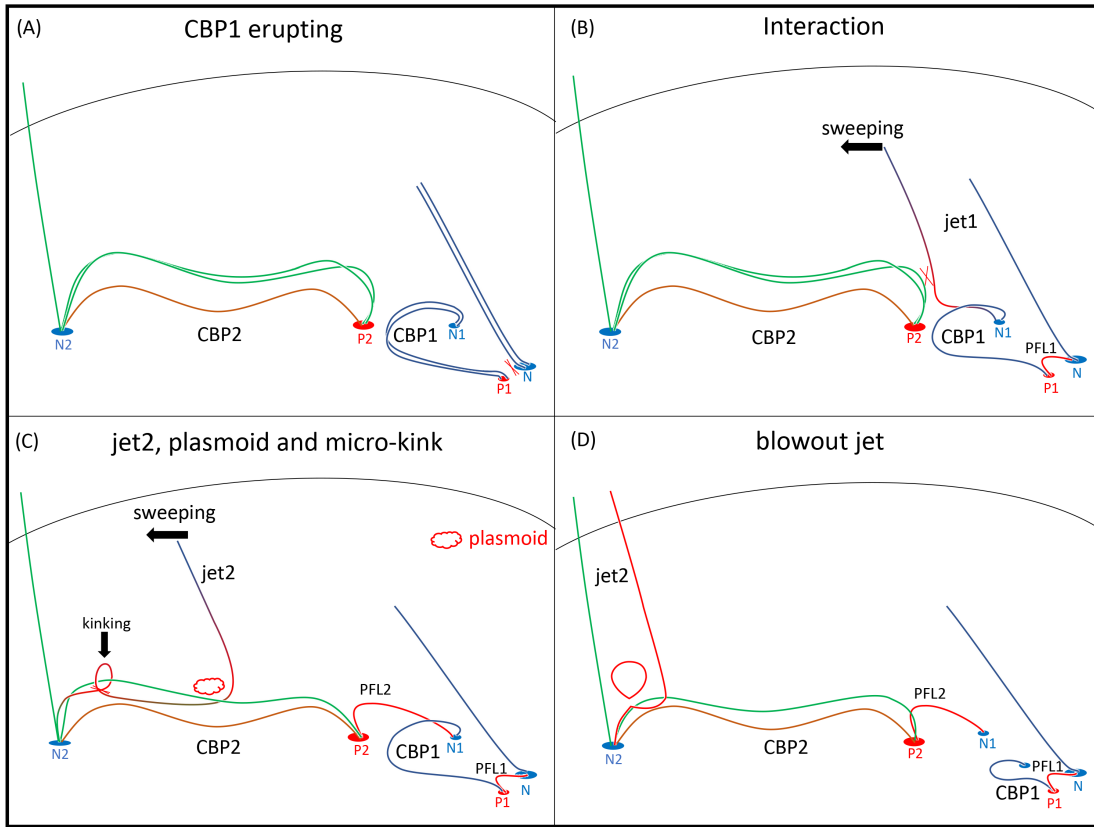 (A)
CBP1 erupting
N2
CBP2
P2
CBP1
N1
P1
N
(B)
Interaction
sweeping
jet1
N2
CBP2
P2
CBP1
N1
PFL1
P1
N
(C)
jet2, plasmoid and micro-kink
sweeping
plasmoid
jet2
kinking
N2
CBP2
P2
PFL2
CBP1
N1
PFL1
P1
N
(D)
blowout jet
jet2
N2
CBP2
P2
PFL2
N1
PFL1
CBP1
P1
N